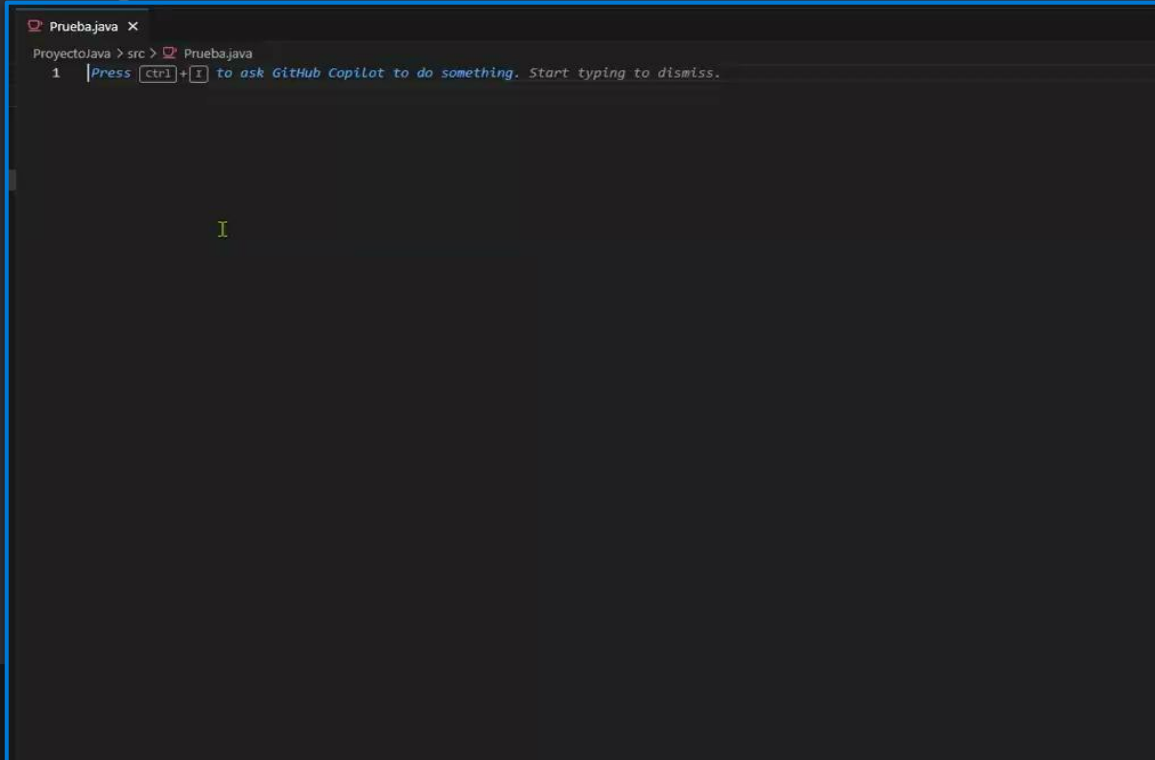 Prueba.java ×
ProyectoJava > src > Prueba.java
1 Press Ctrl+I to ask GitHub Copilot to do something. Start typing to dismiss.